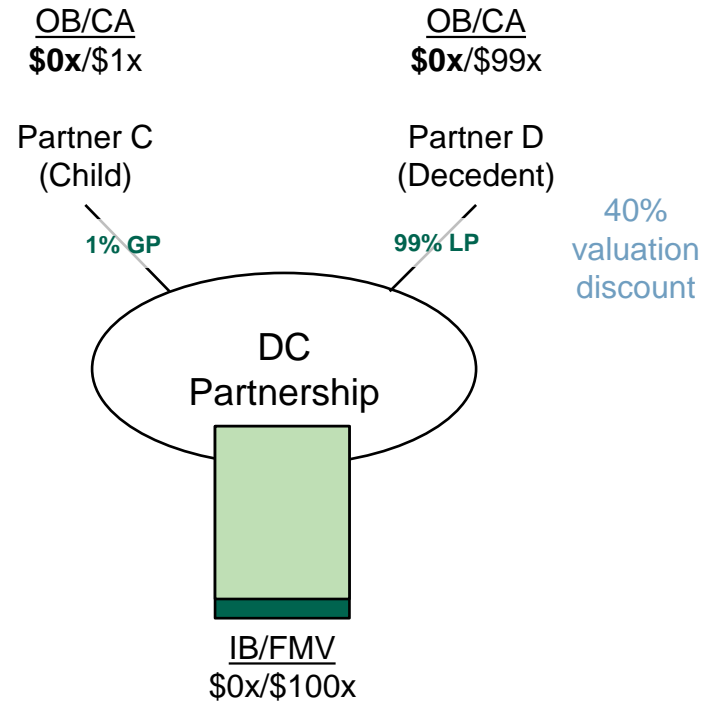 OB/CA
$0x/$1x
OB/CA
$0x/$99x
Partner C
(Child)
Partner D
(Decedent)
40%
valuation
discount
1% GP
99% LP
DC
Partnership
IB/FMV
$0x/$100x